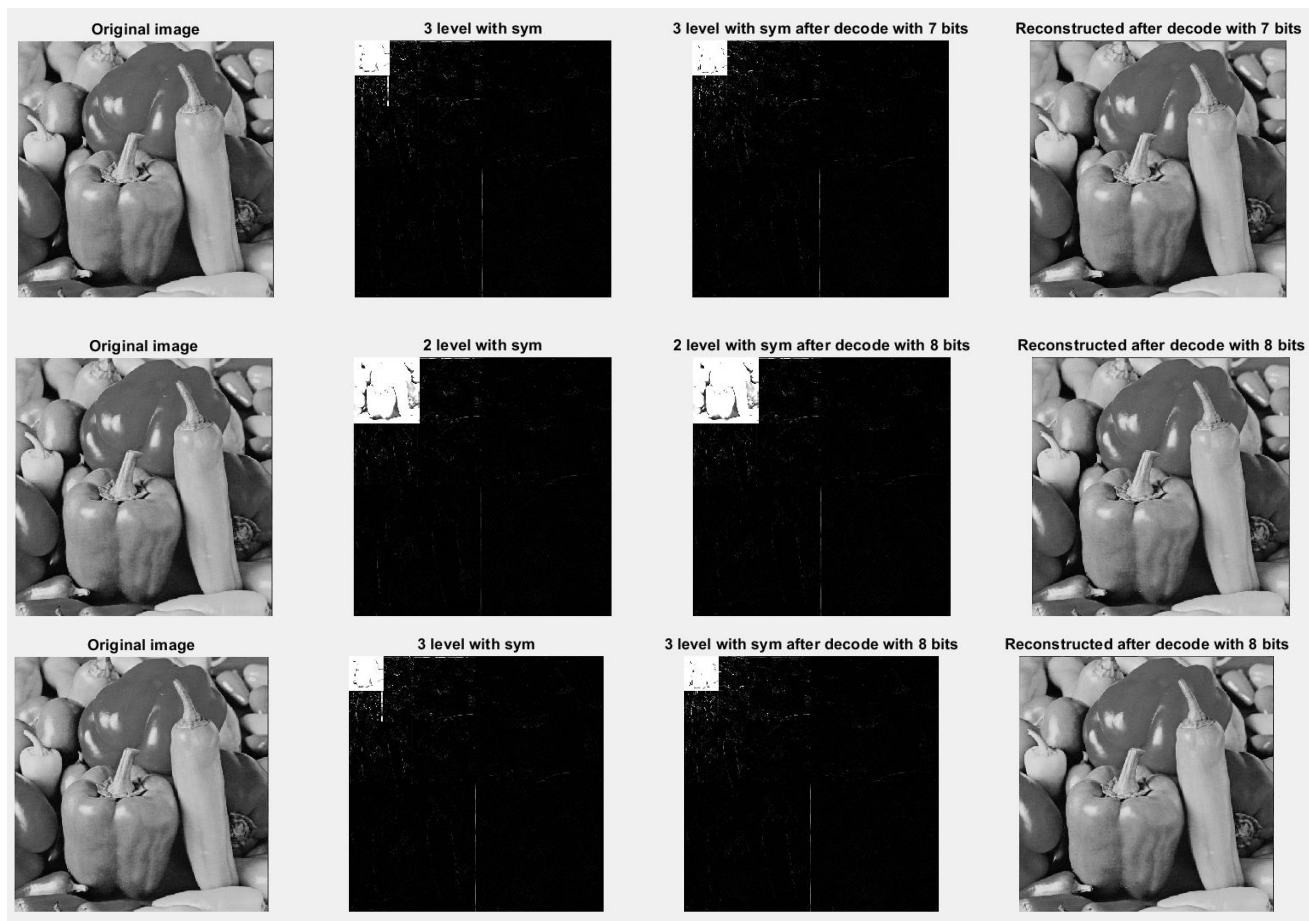 Original image
3 level with sym
3 level with sym after decode with 7 bits
Reconstructed after decode with 7 bits
Original image
2 level with sym
2 level with sym after decode with 8 bits
Reconstructed after decode with 8 bits
Original image
3 level with sym
3 level with sym after decode with 8 bits
Reconstructed after decode with 8 bits